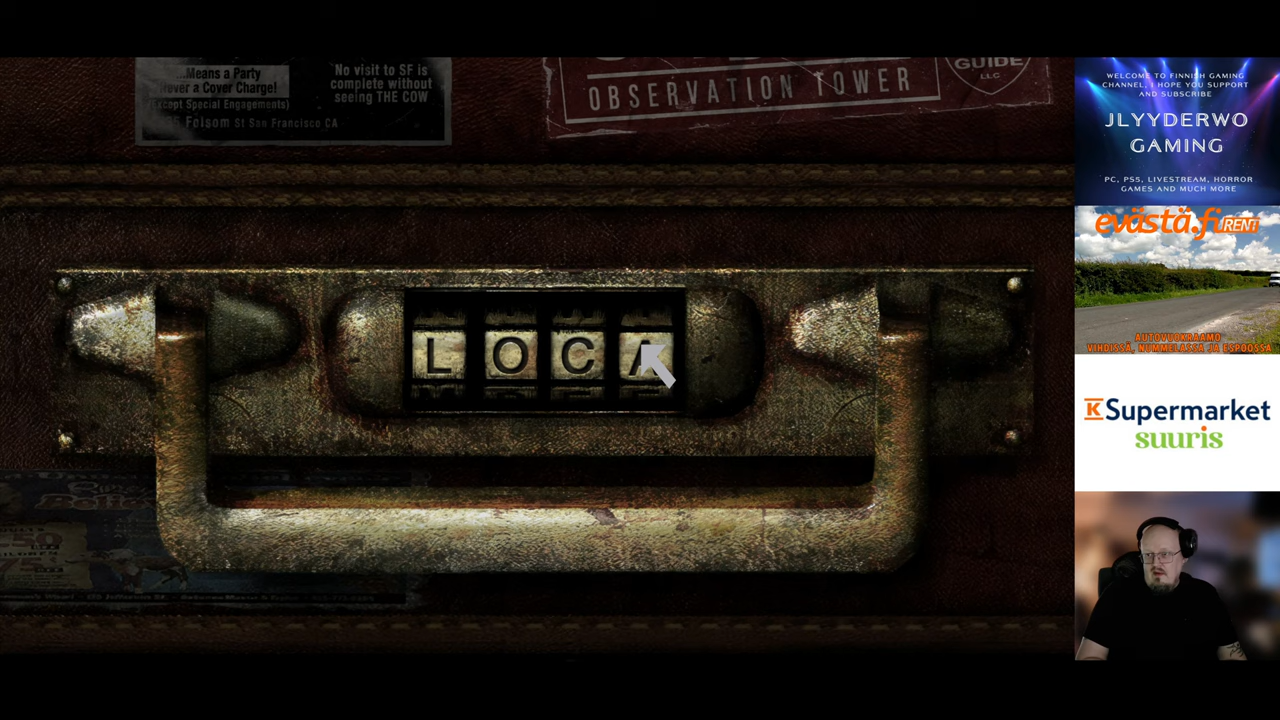 Means a Party
Never a Cover Charge!
(Except Special Engagements)
Folsom St San Francisco CA
No visit to SF is
complete without
seeing THE COW
OBSERVATION TOWER
GUIDE
LLC
LOCA
WELCOME TO FINNISH GAMING
CHANNEL, I HOPE YOU SUPPORT
AND SUBSCRIBE
JLYYDERWO
GAMING
PC, PS5, LIVESTREAM, HORROR
GAMES AND MUCH MORE
evästä.fi
RENT
AUTOVUOKRAAMO
VIHDISSÄ, NUMMELASSA JA ESPOOSSA
K Supermarket
suuris